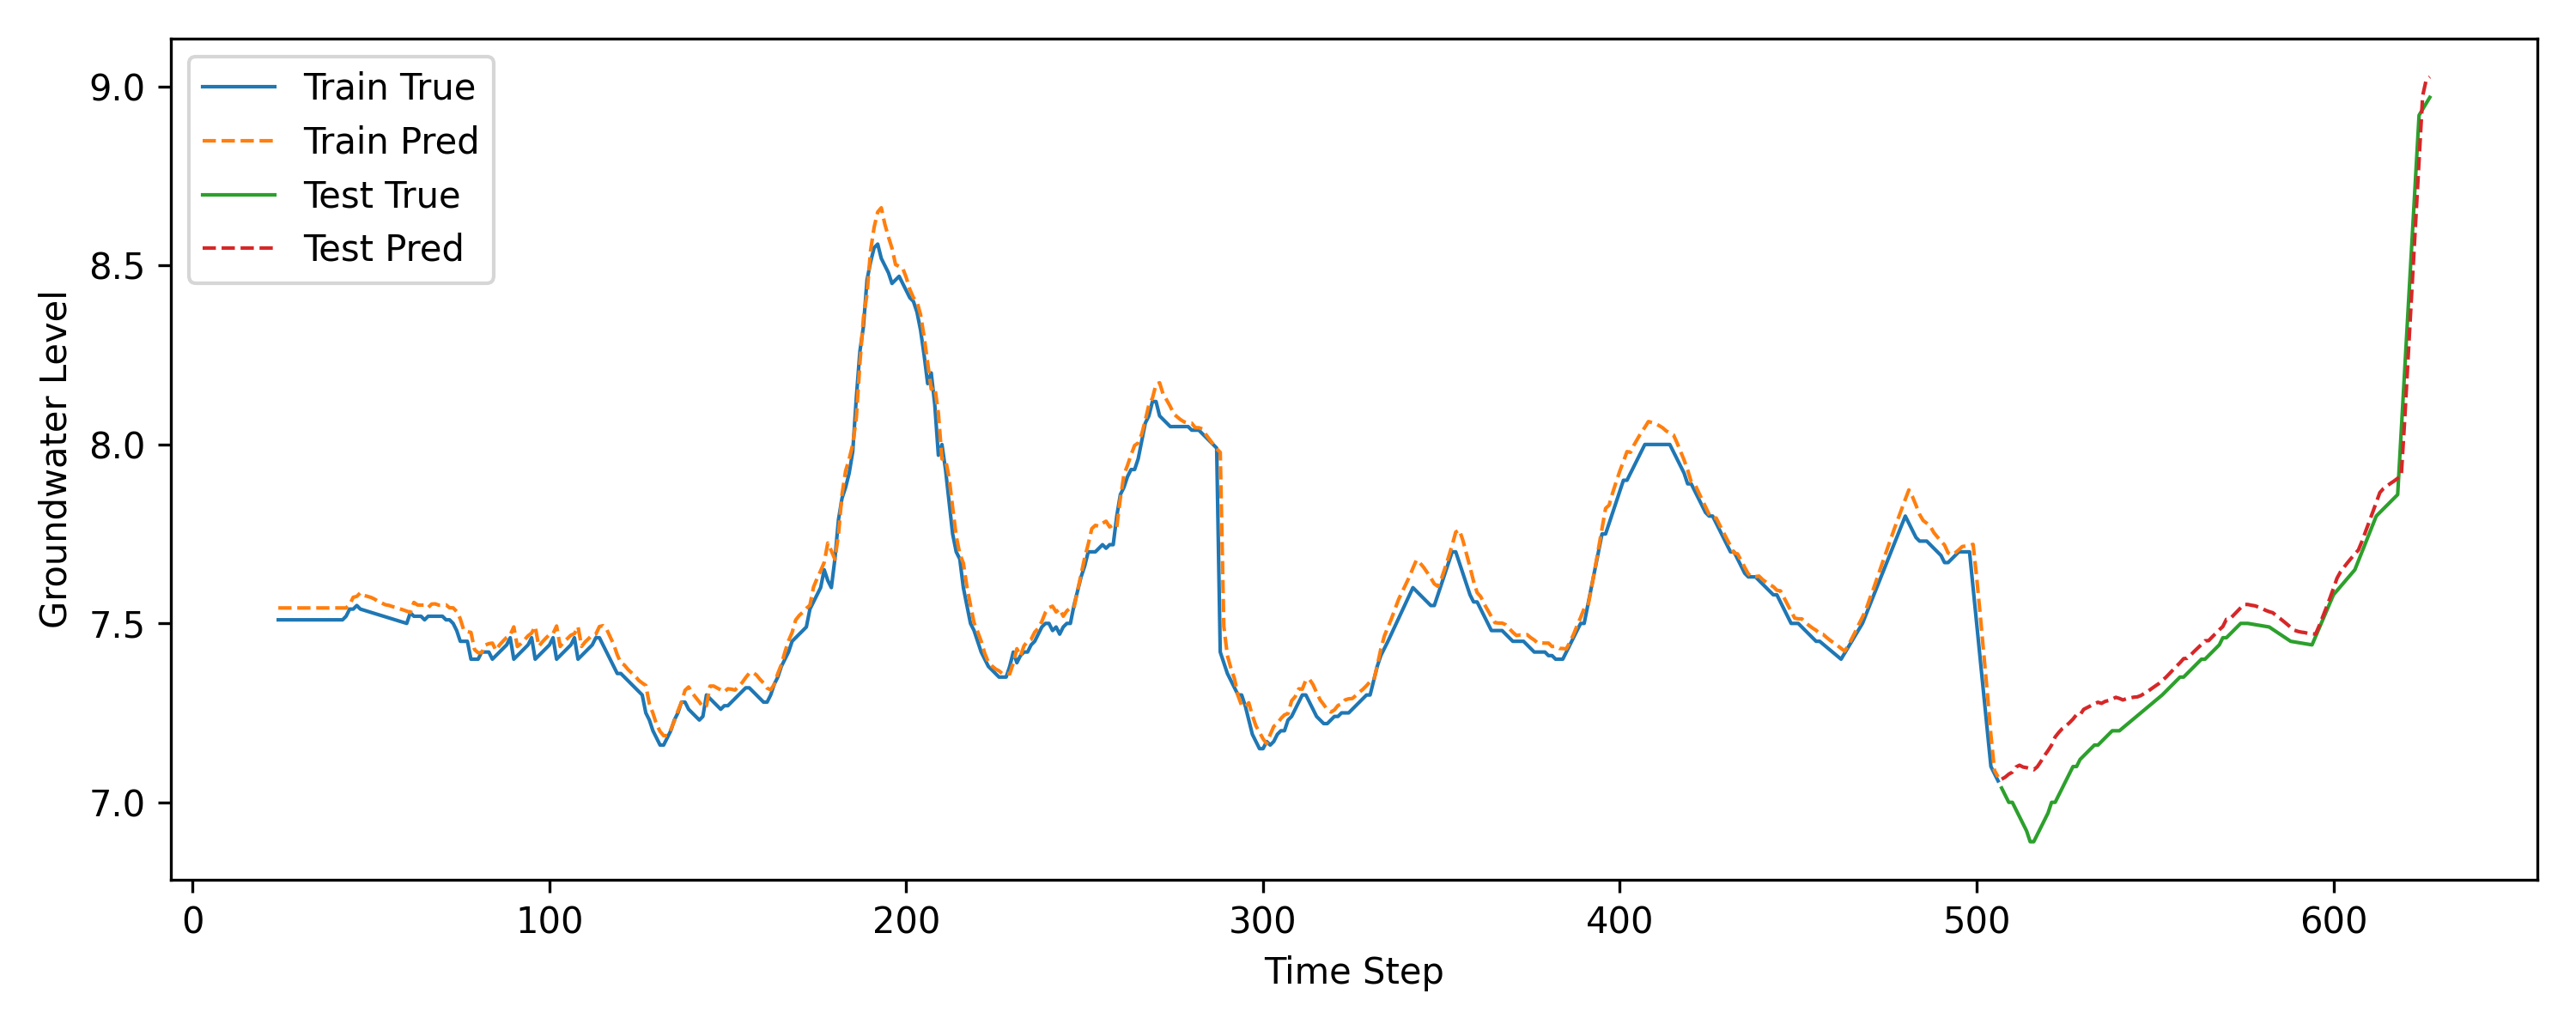 Train True
Train Pred
Test True
Test Pred
Groundwater Level
9.0
8.5
8.0
7.5
7.0
0 100 200 300 400 500 600
Time Step